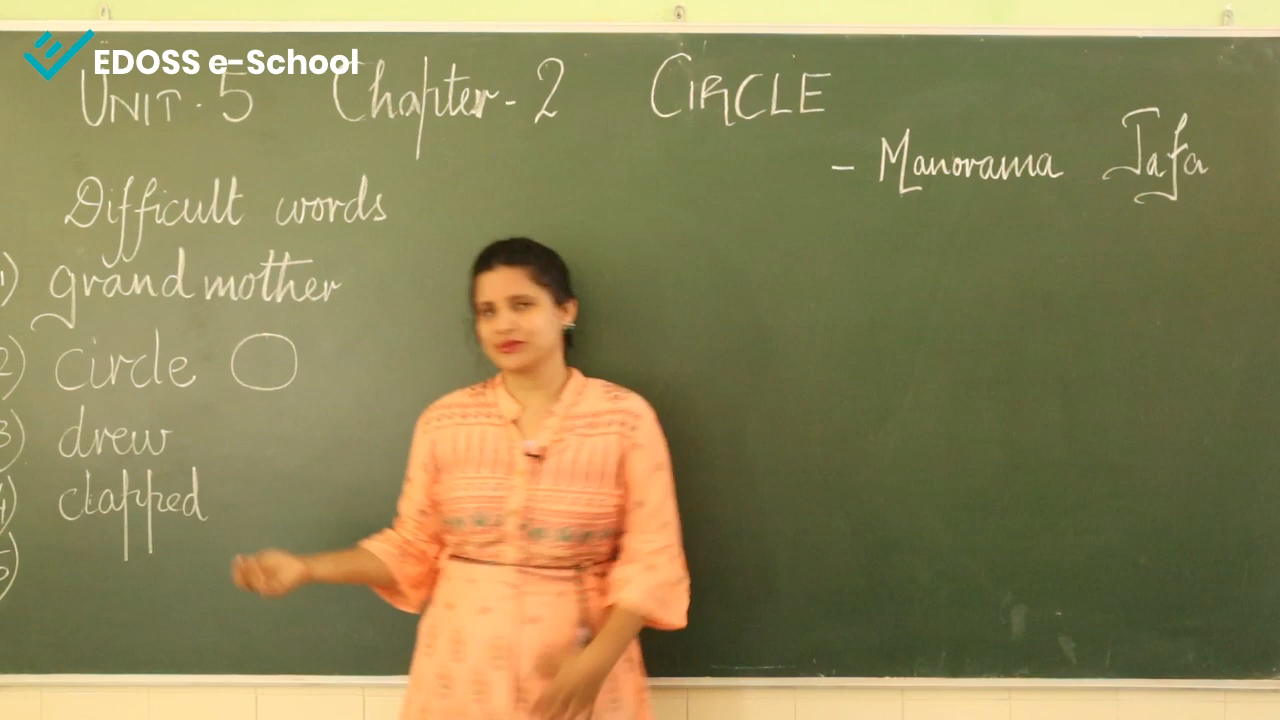 EDOSS e-School
UNIT. 5 Chapter - 2 CIRCLE
- Manorama Jafa
Difficult words
1) grandmother
2) circle
3) drew
4) clapped
5)